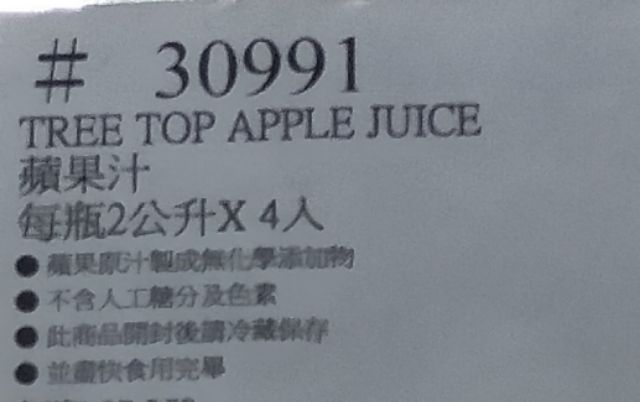 # 30991
TREE TOP APPLE JUICE
蘋果汁
每瓶2公升X 4入
● 蘋果原汁製成無化學添加物
● 不含人工糖分及色素
● 此商品開封後請冷藏保存
● 並盡快食用完畢